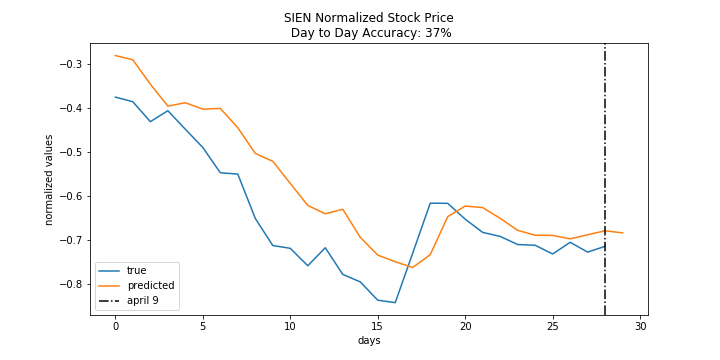 SIEN Normalized Stock Price
Day to Day Accuracy: 37%
−0.3
−0.4
−0.5
−0.6
−0.7
−0.8
normalized values
true
predicted
april 9
0 5 10 15 20 25 30
days